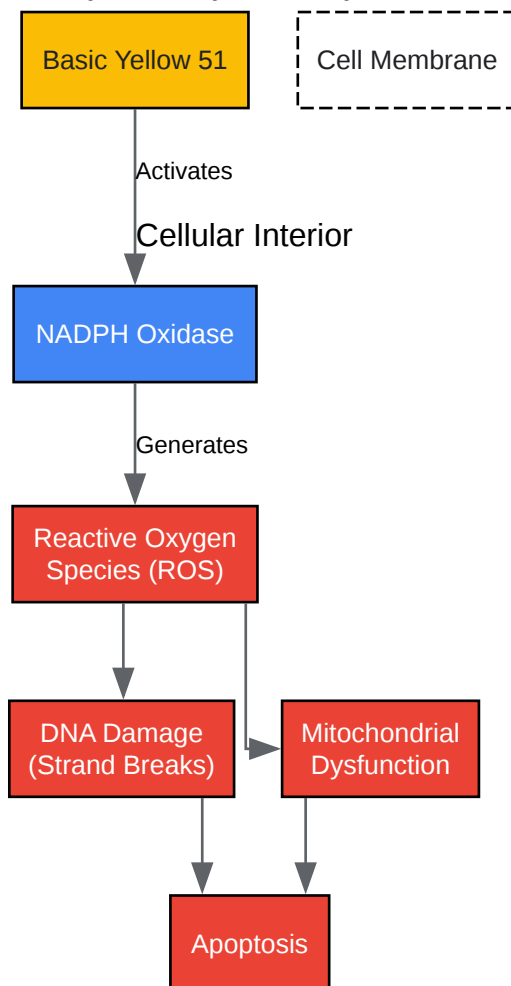 Basic Yellow 51
Cell Membrane
Activates
Cellular Interior
NADPH Oxidase
Generates
Reactive Oxygen
Species (ROS)
DNA Damage
(Strand Breaks)
Mitochondrial
Dysfunction
Apoptosis